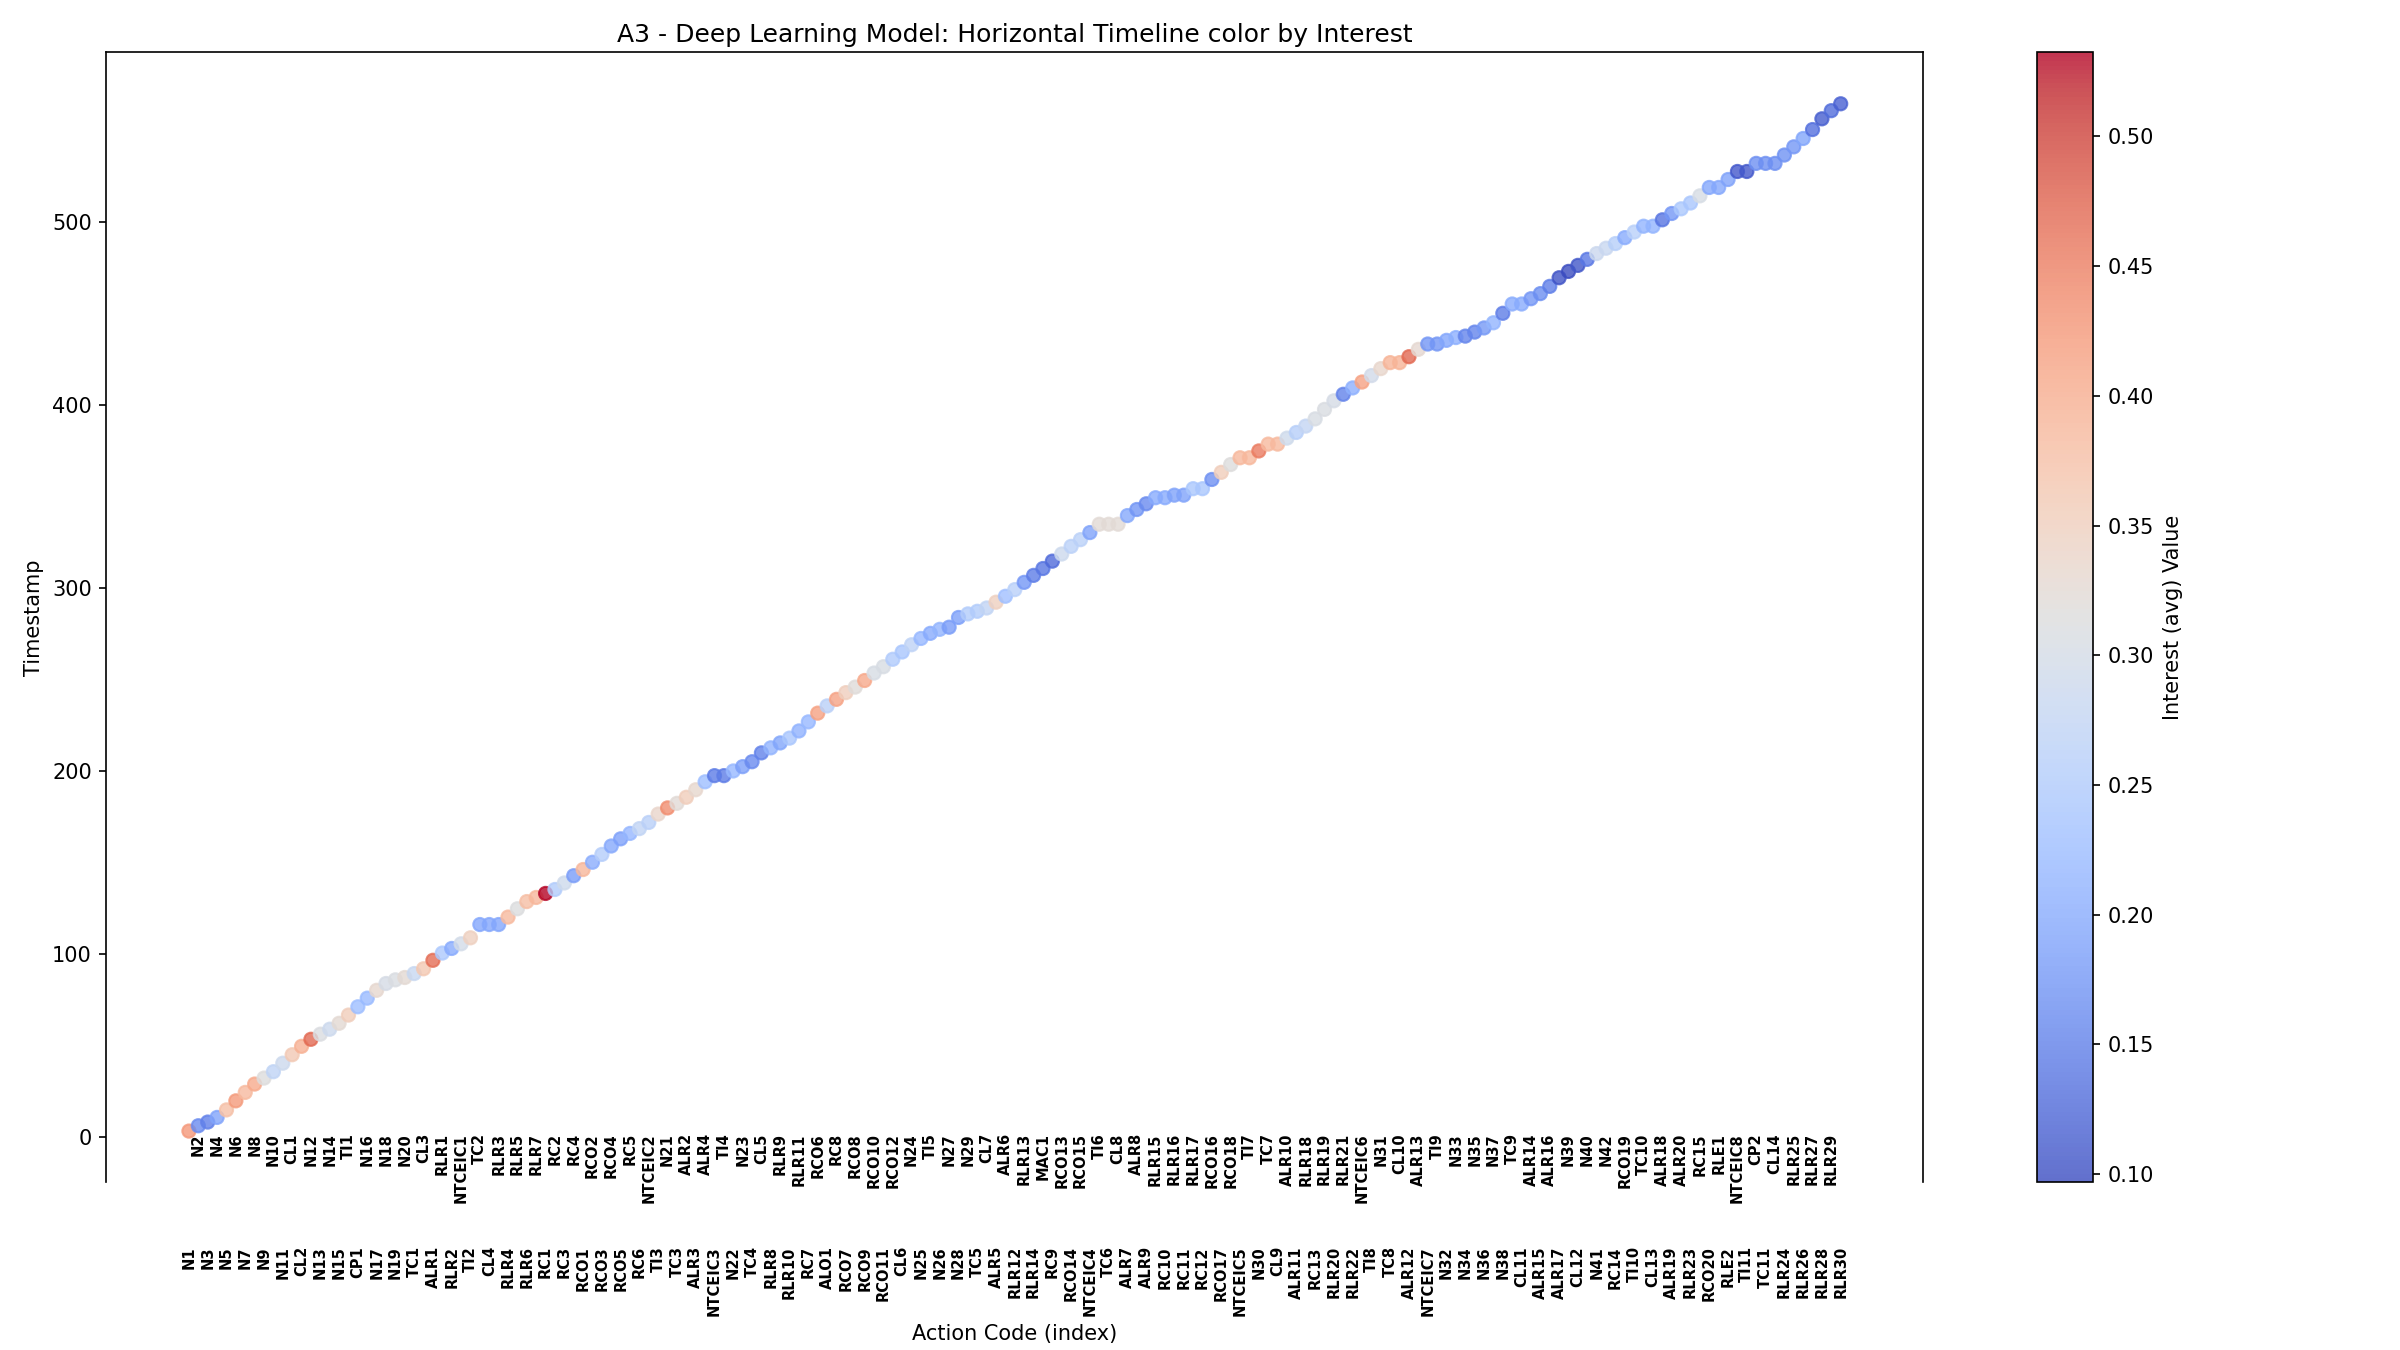 A3 - Deep Learning Model: Horizontal Timeline color by Interest
Timestamp
500
400
300
200
100
0
N2 N4 N6 N8 N10 CL1 N12 N14 TI1 N16 N18 N20 CL3 RLR1 NTCEIC1 TC2 RLR3 RLR5 RLR7 RC2 RC4 RCO2 RCO4 RC5 NTCEIC2 N21 ALR2 ALR4 TI4 N23 CL5 RLR9 RLR11 RCO6 RC8 RCO8 RCO10 RCO12 N24 TI5 N27 N29 CL7 ALR6 RLR13 MAC1 RCO13 RCO15 TI6 CL8 ALR8 RLR15 RLR16 RLR17 RCO16 RCO18 TI7 TC7 ALR10 RLR18 RLR19 RLR21 NTCEIC6 N31 CL10 ALR13 TI9 N33 N35 N37 TC9 ALR14 ALR16 N39 N40 N42 RCO19 TC10 ALR18 ALR20 RC15 RLE1 NTCEIC8 CP2 CL14 RLR25 RLR27 RLR29
N1 N3 N5 N7 N9 N11 CL2 N13 N15 CP1 N17 N19 TC1 ALR1 RLR2 TI2 CL4 RLR4 RLR6 RC1 RC3 RCO1 RCO3 RCO5 RC6 TI3 TC3 ALR3 NTCEIC3 N22 TC4 RLR8 RLR10 RC7 ALO1 RCO7 RCO9 RCO11 CL6 N25 N26 N28 TC5 ALR5 RLR12 RLR14 RC9 RCO14 NTCEIC4 TC6 ALR7 ALR9 RC10 RC11 RC12 RCO17 NTCEIC5 N30 CL9 ALR11 RC13 RLR20 RLR22 TI8 TC8 ALR12 NTCEIC7 N32 N34 N36 N38 CL11 ALR15 ALR17 CL12 N41 RC14 TI10 CL13 ALR19 RLR23 RCO20 RLE2 TI11 TC11 RLR24 RLR26 RLR28 RLR30
Action Code (index)
0.50
0.45
0.40
0.35
0.30
0.25
0.20
0.15
0.10
Interest (avg) Value